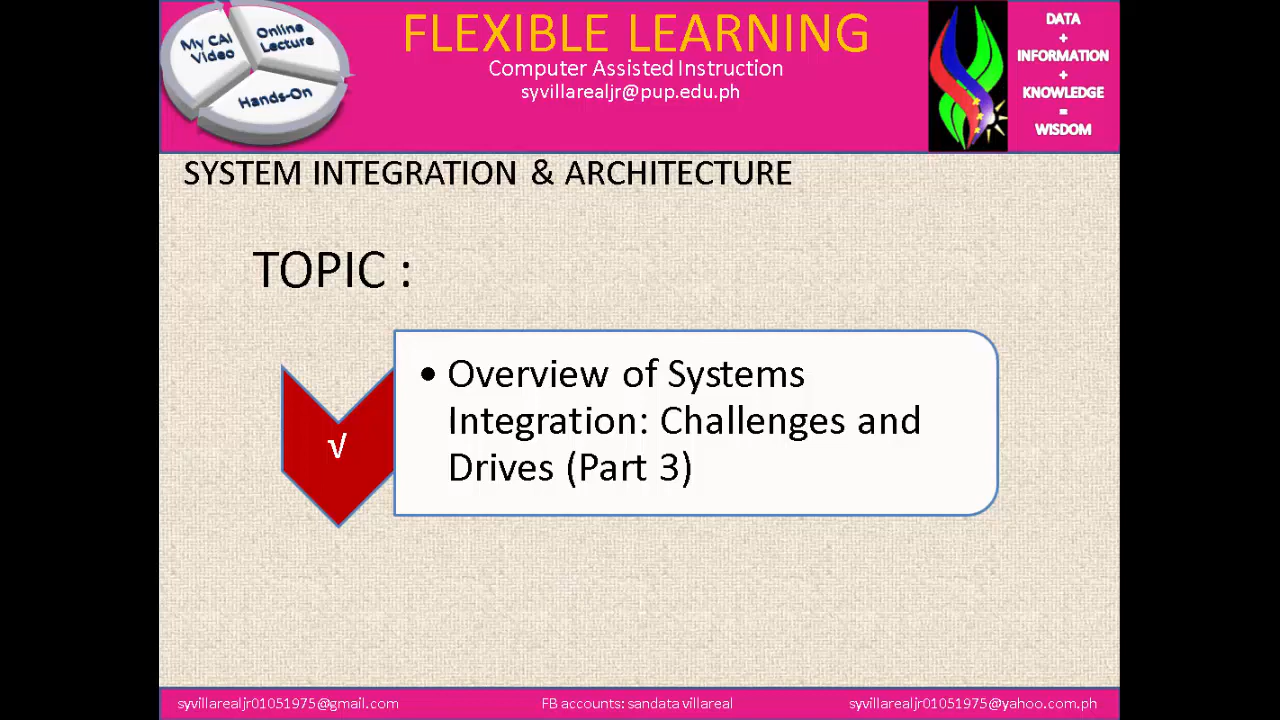 My CAI
Video
Online
Lecture
Hands-On
FLEXIBLE LEARNING
Computer Assisted Instruction
syvillarealjr@pup.edu.ph
DATA
+
INFORMATION
+
KNOWLEDGE
=
WISDOM
SYSTEM INTEGRATION & ARCHITECTURE
TOPIC :
√
• Overview of Systems
Integration: Challenges and
Drives (Part 3)
syvillarealjr01051975@gmail.com
FB accounts: sandata villareal
syvillarealjr01051975@yahoo.com.ph